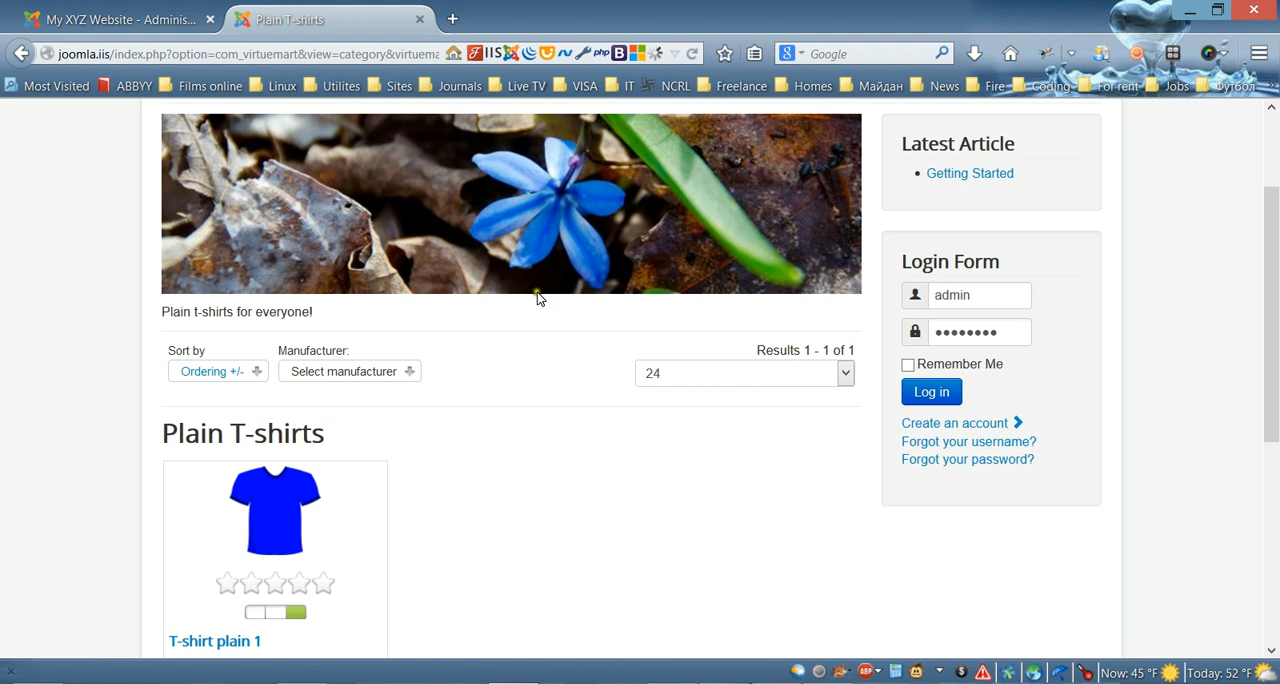 My XYZ Website - Adminis...
Plain T-shirts
joomla.iis/index.php?option=com_virtuemart&view=category&virtuema
IIS
php
B
Google
Most Visited
ABBYY
Films online
Linux
Utilites
Sites
Journals
Live TV
VISA
IT
NCRL
Freelance
Homes
Майдан
News
Fire
Coding
For rent
Jobs
Футбол
Latest Article
Getting Started
Login Form
admin
Remember Me
Log in
Create an account
Forgot your username?
Forgot your password?
Plain t-shirts for everyone!
Sort by
Manufacturer:
Results 1 - 1 of 1
Ordering +/-
Select manufacturer
24
Plain T-shirts
T-shirt plain 1
ABP
Now: 45 °F
Today: 52 °F